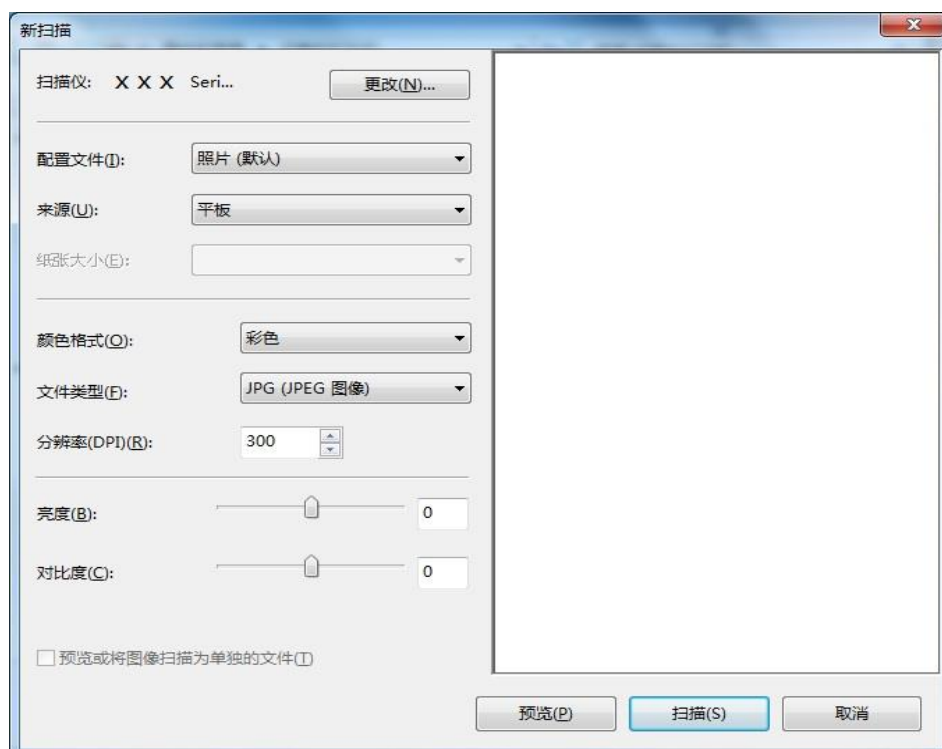 新扫描
扫描仪: X X X Seri... 更改(N)...
配置文件(I): 照片 (默认)
来源(U): 平板
纸张大小(E):
颜色格式(O): 彩色
文件类型(F): JPG (JPEG 图像)
分辨率(DPI)(R): 300
亮度(B): 0
对比度(C): 0
预览或将图像扫描为单独的文件(T)
预览(P) 扫描(S) 取消